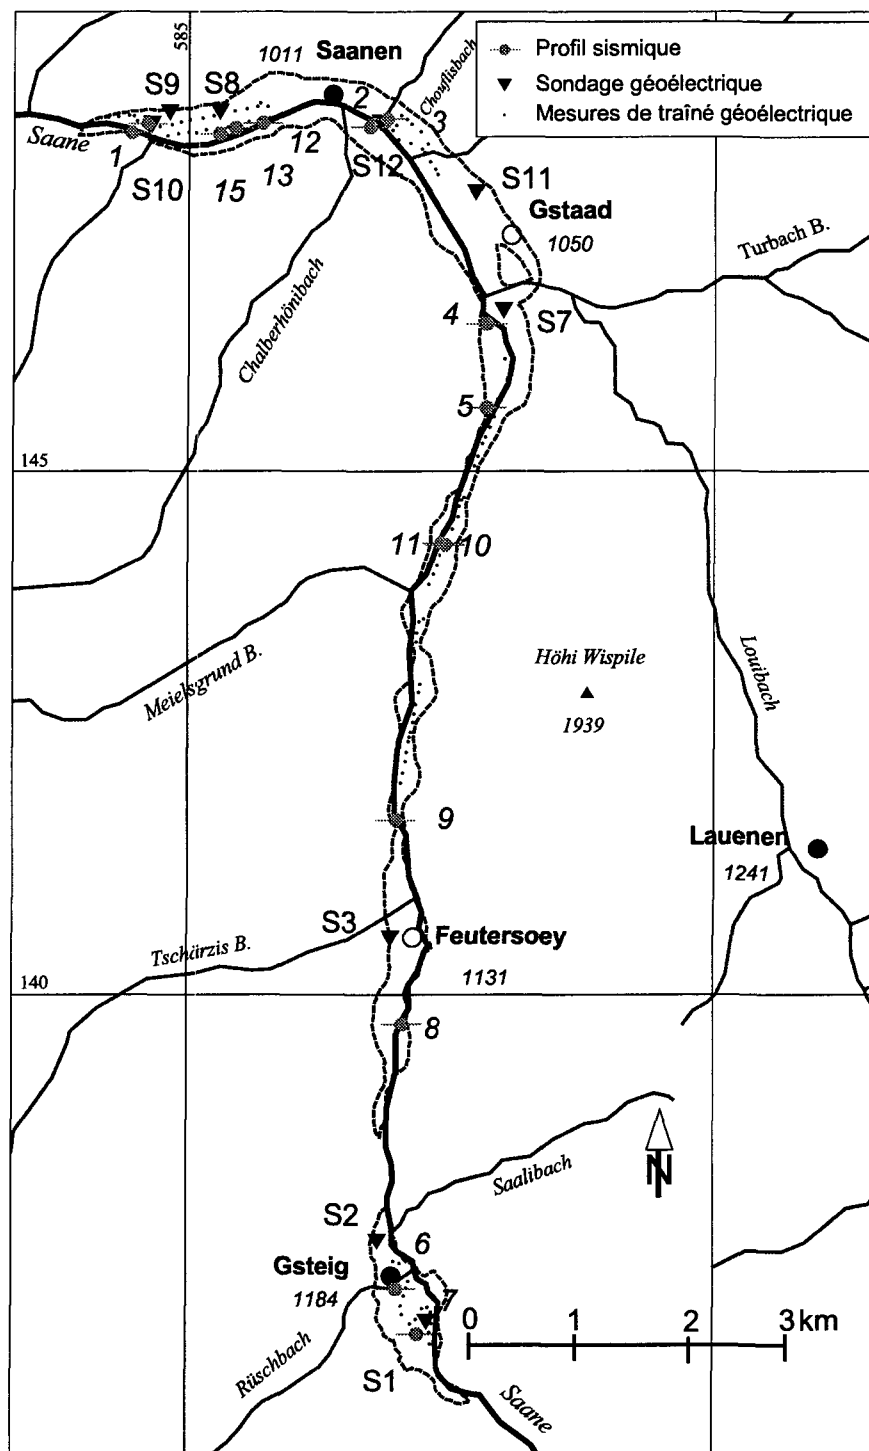 585
Saanen
1011
Profil sismique
Sondage géoélectrique
Mesures de traîné géoélectrique
S9
S8
2
Chouflisbach
3
Saane
1
S10
15
13
12
S12
S11
Gstaad
1050
Turbach B.
Chalberhönibach
4
S7
5
145
11
10
Meielsgrund B.
Höhi Wispile
1939
Louibach
9
Lauenen
1241
S3
Feutersoey
Tschärzis B.
1131
140
8
N
Saalibach
S2
6
Gsteig
1184
7
0 1 2 3 km
Rüschbach
S1
Saane